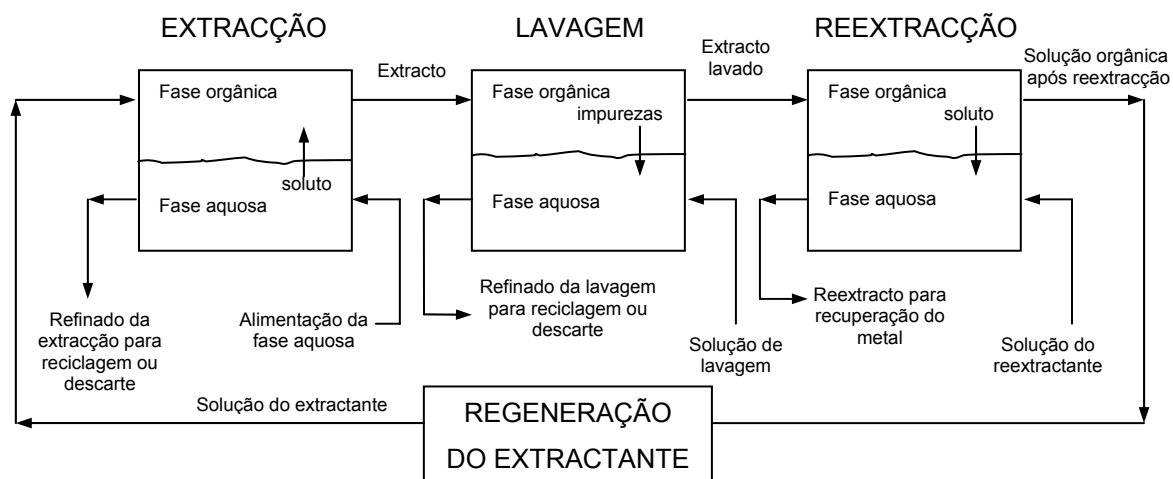 EXTRACÇÃO
LAVAGEM
REEXTRACÇÃO
Extracto
Extracto
lavado
Solução orgânica
após reextracção
Fase orgânica
soluto
Fase aquosa
Fase orgânica
impurezas
Fase aquosa
Fase orgânica
soluto
Fase aquosa
Refinado da
extracção para
reciclagem ou
descarte
Alimentação da
fase aquosa
Refinado da lavagem
para reciclagem ou
descarte
Solução de
lavagem
Reextracto para
recuperação do
metal
Solução do
reextractante
Solução do extractante
REGENERAÇÃO
DO EXTRACTANTE